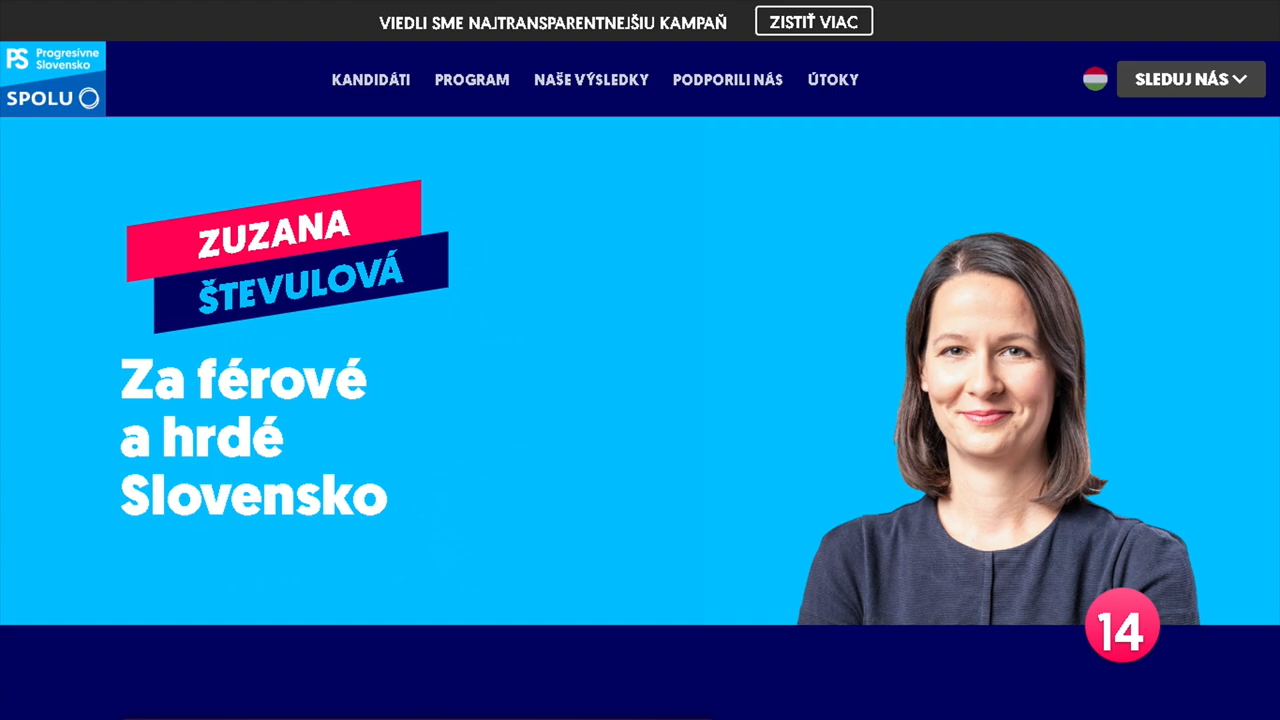 VIEDLI SME NAJTRANSPARENTNEJŠIU KAMPAŇ
ZISTIŤ VIAC
PS Progresívne
Slovensko
SPOLU
KANDIDÁTI PROGRAM NAŠE VÝSLEDKY PODPORILI NÁS ÚTOKY
SLEDUJ NÁS
ZUZANA
ŠTEVULOVÁ
Za férové
a hrdé
Slovensko
14